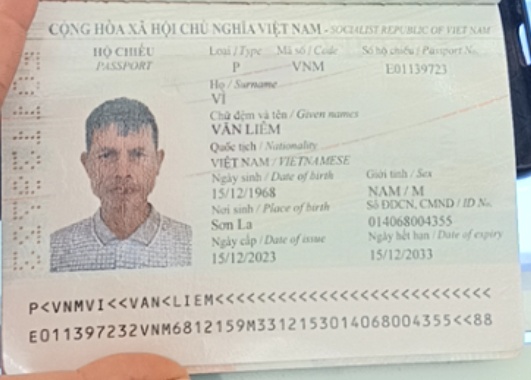 CỘNG HÒA XÃ HỘI CHỦ NGHĨA VIỆT NAM - SOCIALIST REPUBLIC OF VIET NAM
HỘ CHIẾU Loại / Type Mã số / Code Số hộ chiếu / Passport No.
PASSPORT P VNM E01139723
Họ / Surname
VÌ
Chữ đệm và tên / Given names
VĂN LIÊM
Quốc tịch / Nationality
VIỆT NAM / VIETNAMESE
Ngày sinh / Date of birth Giới tính / Sex
15/12/1968 NAM / M
Nơi sinh / Place of birth Số ĐDCN, CMND / ID No.
Sơn La 014068004355
Ngày cấp / Date of issue Ngày hết hạn / Date of expiry
15/12/2023 15/12/2033
P<VNMVI<<VAN<LIEM<<<<<<<<<<<<<<<<<<<<<<<<<<<
E011397232VNM6812159M3312153014068004355<<88